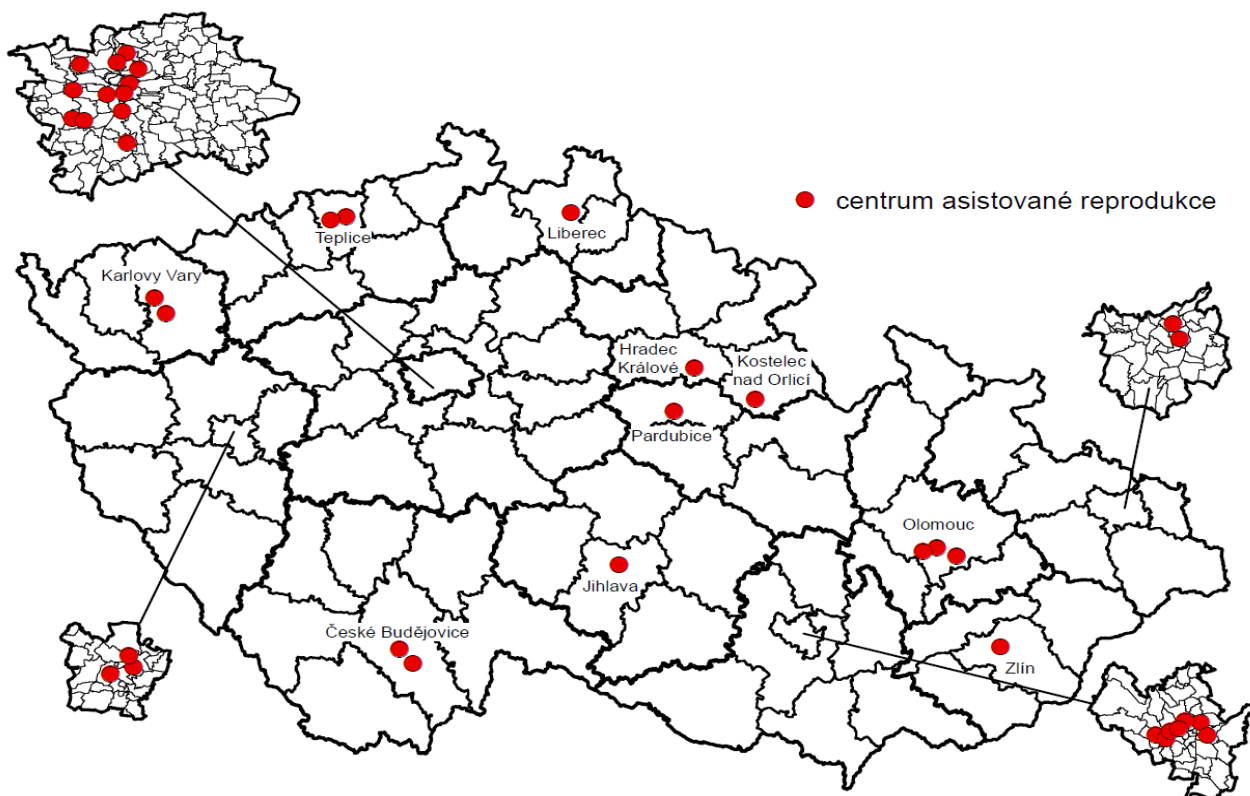 centrum asistované reprodukce
Teplice
Liberec
Karlovy Vary
Hradec
Králové
Kostelec
nad Orlicí
Pardubice
Olomouc
Jihlava
České Budějovice
Zlín